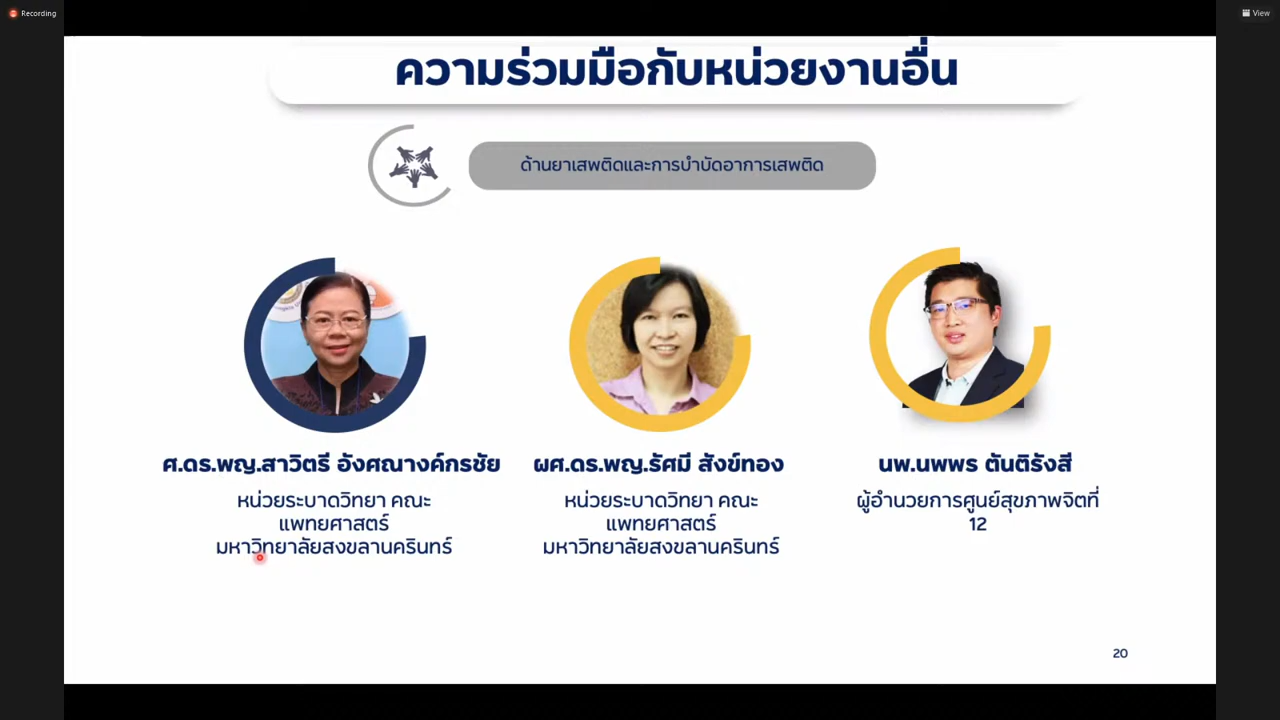 Recording
View
ความร่วมมือกับหน่วยงานอื่น
ด้านยาเสพติดและการบำบัดอาการเสพติด
ศ.ดร.พญ.สาวิตรี อังศณางค์กรชัย
หน่วยระบาดวิทยา คณะ
แพทยศาสตร์
มหาวิทยาลัยสงขลานครินทร์
ผศ.ดร.พญ.รัศมี สังข์ทอง
หน่วยระบาดวิทยา คณะ
แพทยศาสตร์
มหาวิทยาลัยสงขลานครินทร์
นพ.นพพร ตันติรังสี
ผู้อำนวยการศูนย์สุขภาพจิตที่
12
20